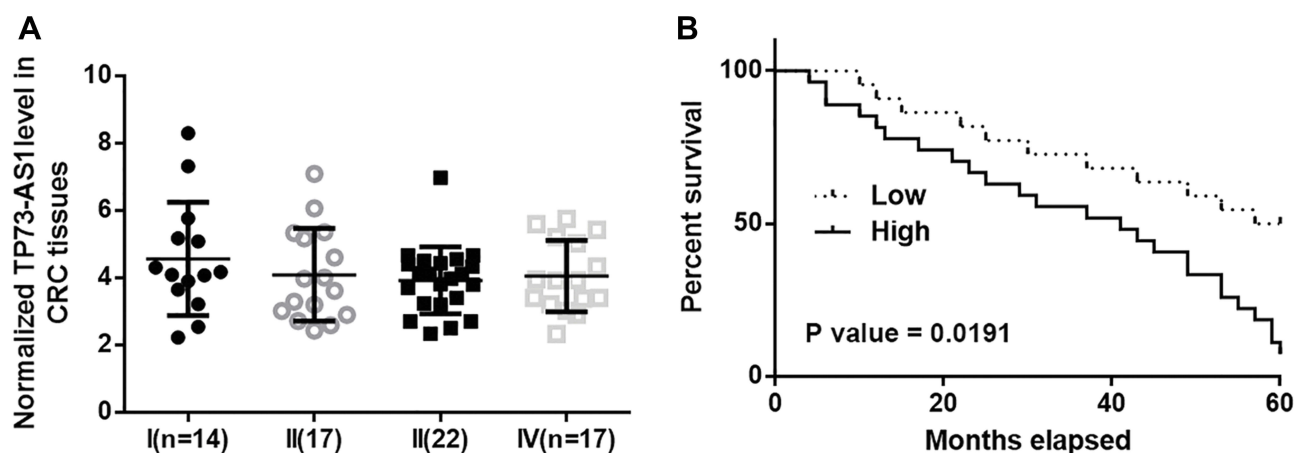 A
Normalized TP73-AS1level in
CRC tissues
10
8
6
4
2
0
I(n=14) II(17) II(22) IV(n=17)
B
Percent survival
100
50
0
Low
High
P value = 0.0191
0 20 40 60
Months elapsed